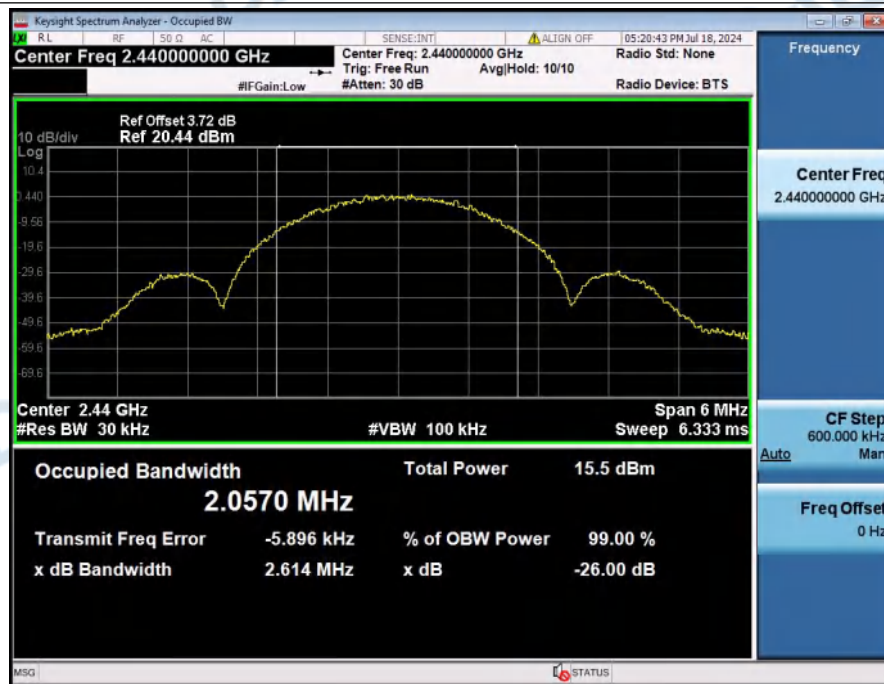 Keysight Spectrum Analyzer - Occupied BW
RL RF 50 Ω AC SENSE:INT ALIGN OFF 05:20:43 PM Jul 18, 2024
Center Freq 2.440000000 GHz
Center Freq: 2.440000000 GHz Radio Std: None
Trig: Free Run Avg|Hold: 10/10
#IFGain:Low #Atten: 30 dB Radio Device: BTS
Ref Offset 3.72 dB
10 dB/div Ref 20.44 dBm
Log
10.4
0.440
-9.56
-19.6
-29.6
-39.6
-49.6
-59.6
-69.6
Center 2.44 GHz Span 6 MHz
#Res BW 30 kHz #VBW 100 kHz Sweep 6.333 ms
Occupied Bandwidth Total Power 15.5 dBm
2.0570 MHz
Transmit Freq Error -5.896 kHz % of OBW Power 99.00 %
x dB Bandwidth 2.614 MHz x dB -26.00 dB
MSG STATUS
Frequency
Center Freq
2.440000000 GHz
CF Step
600.000 kHz
Auto Man
Freq Offset
0 Hz